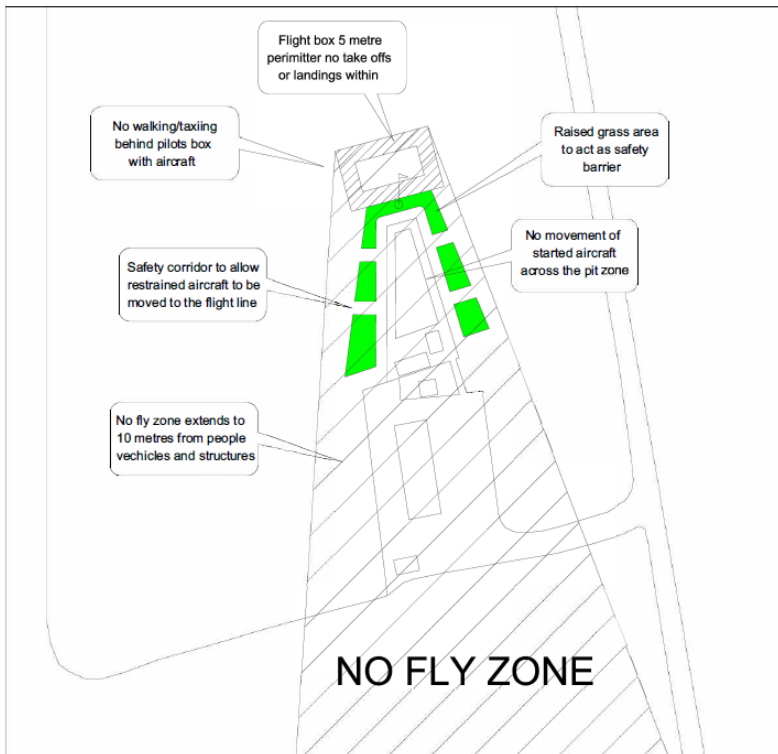 Flight box 5 metre
perimitter no take offs
or landings within
No walking/taxiing
behind pilots box
with aircraft
Raised grass area
to act as safety
barrier
No movement of
started aircraft
across the pit zone
Safety corridor to allow
restrained aircraft to be
moved to the flight line
No fly zone extends to
10 metres from people
vechicles and structures
NO FLY ZONE